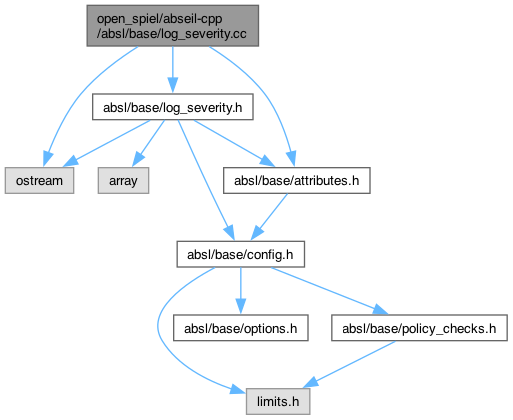 open_spiel/abseil-cpp
/absl/base/log_severity.cc
absl/base/log_severity.h
ostream
array
absl/base/attributes.h
absl/base/config.h
absl/base/options.h
absl/base/policy_checks.h
limits.h